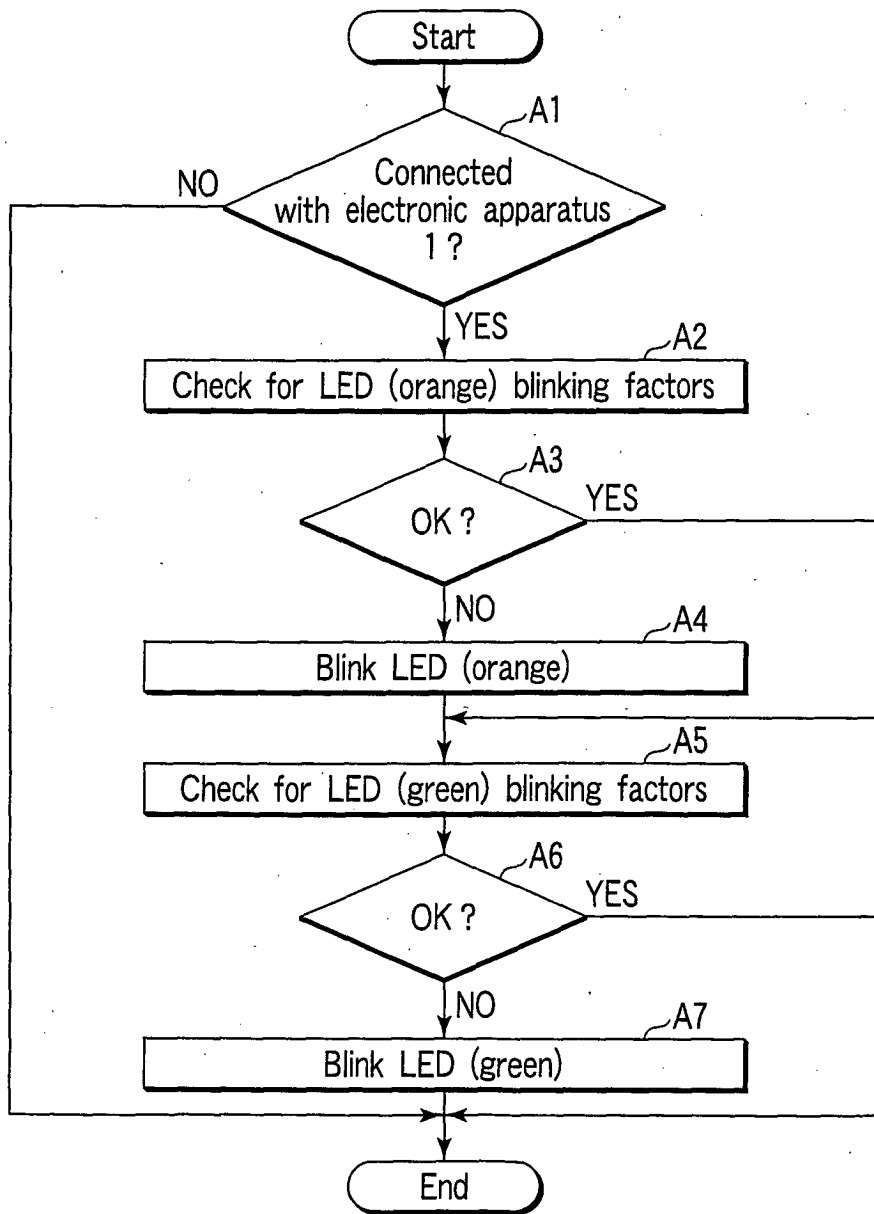 Start
A1
NO
Connected
with electronic apparatus
1?
YES
A2
Check for LED (orange) blinking factors
A3
YES
OK?
NO
A4
Blink LED (orange)
A5
Check for LED (green) blinking factors
A6
YES
OK?
NO
A7
Blink LED (green)
End